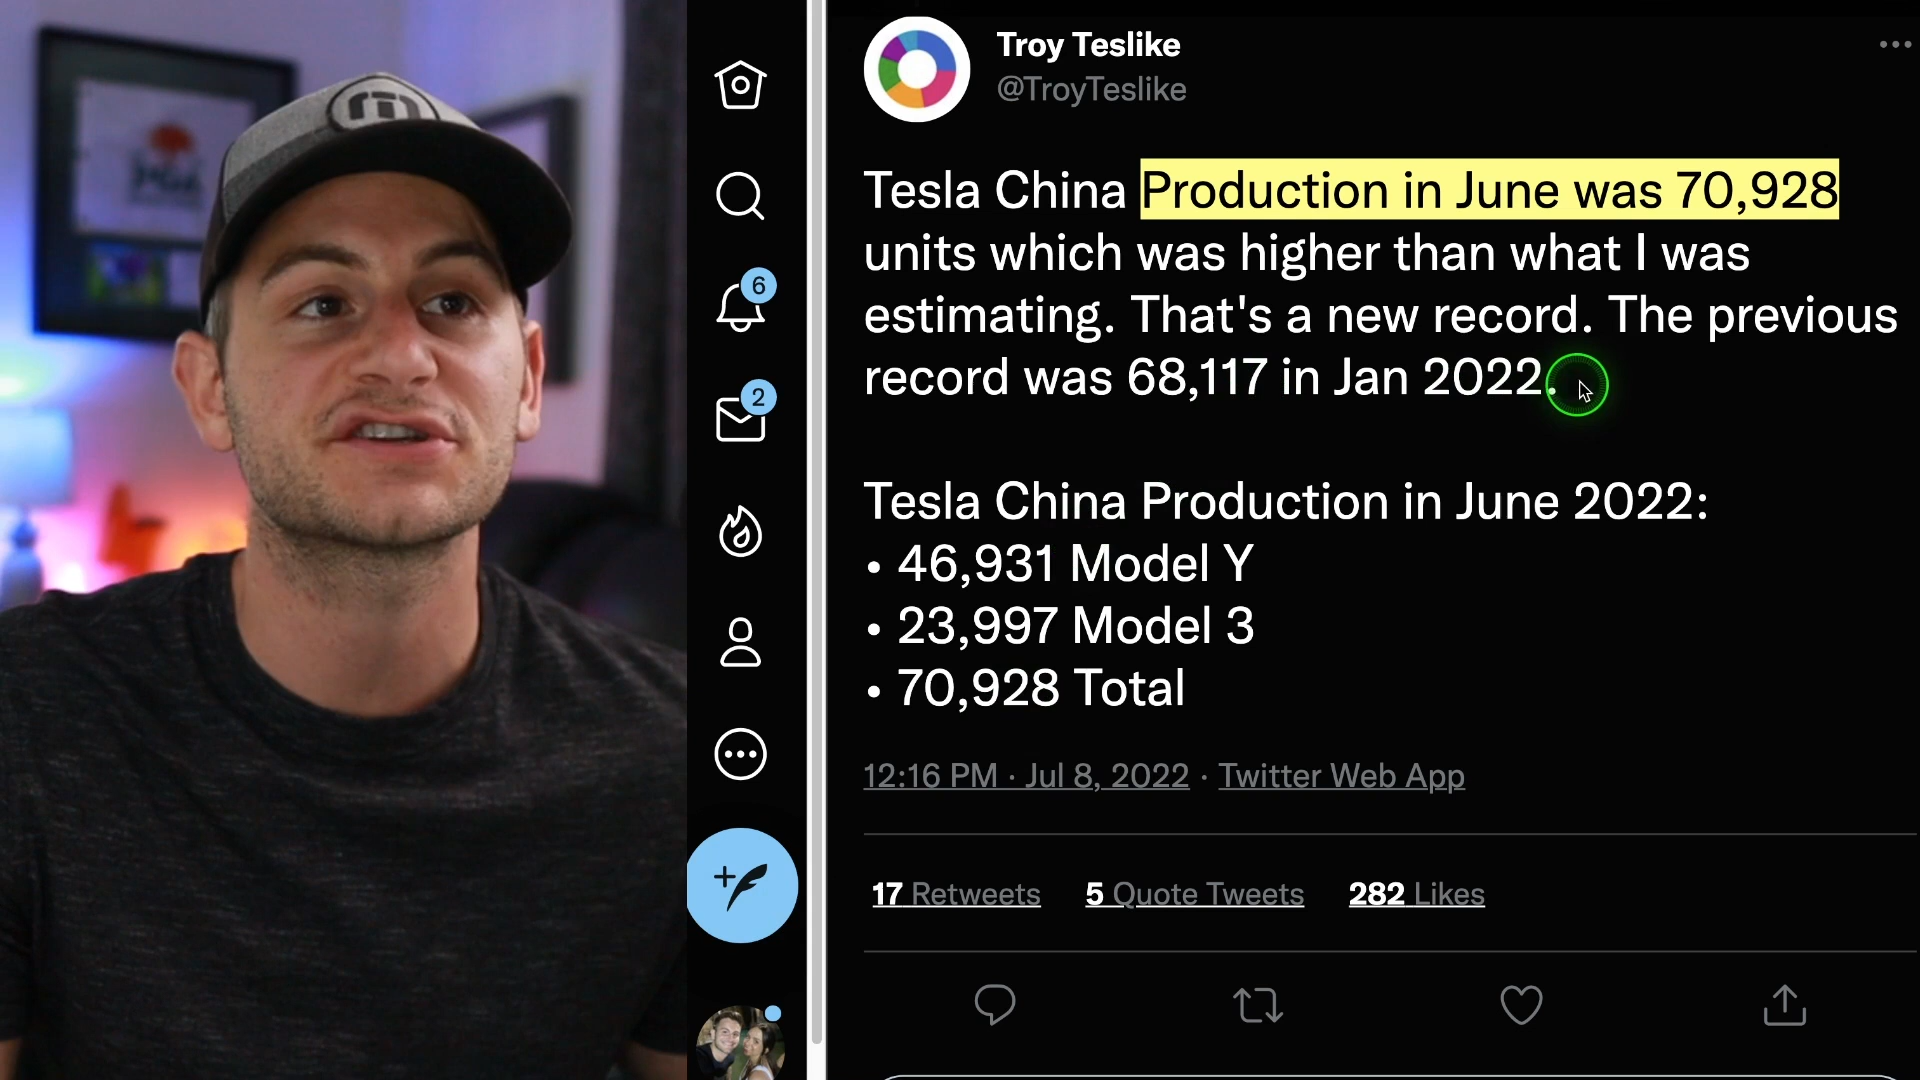 Troy Teslike
@TroyTeslike
Tesla China Production in June was 70,928
units which was higher than what I was
estimating. That's a new record. The previous
record was 68,117 in Jan 2022.
Tesla China Production in June 2022:
• 46,931 Model Y
• 23,997 Model 3
• 70,928 Total
12:16 PM · Jul 8, 2022 · Twitter Web App
17 Retweets 5 Quote Tweets 282 Likes
6
2